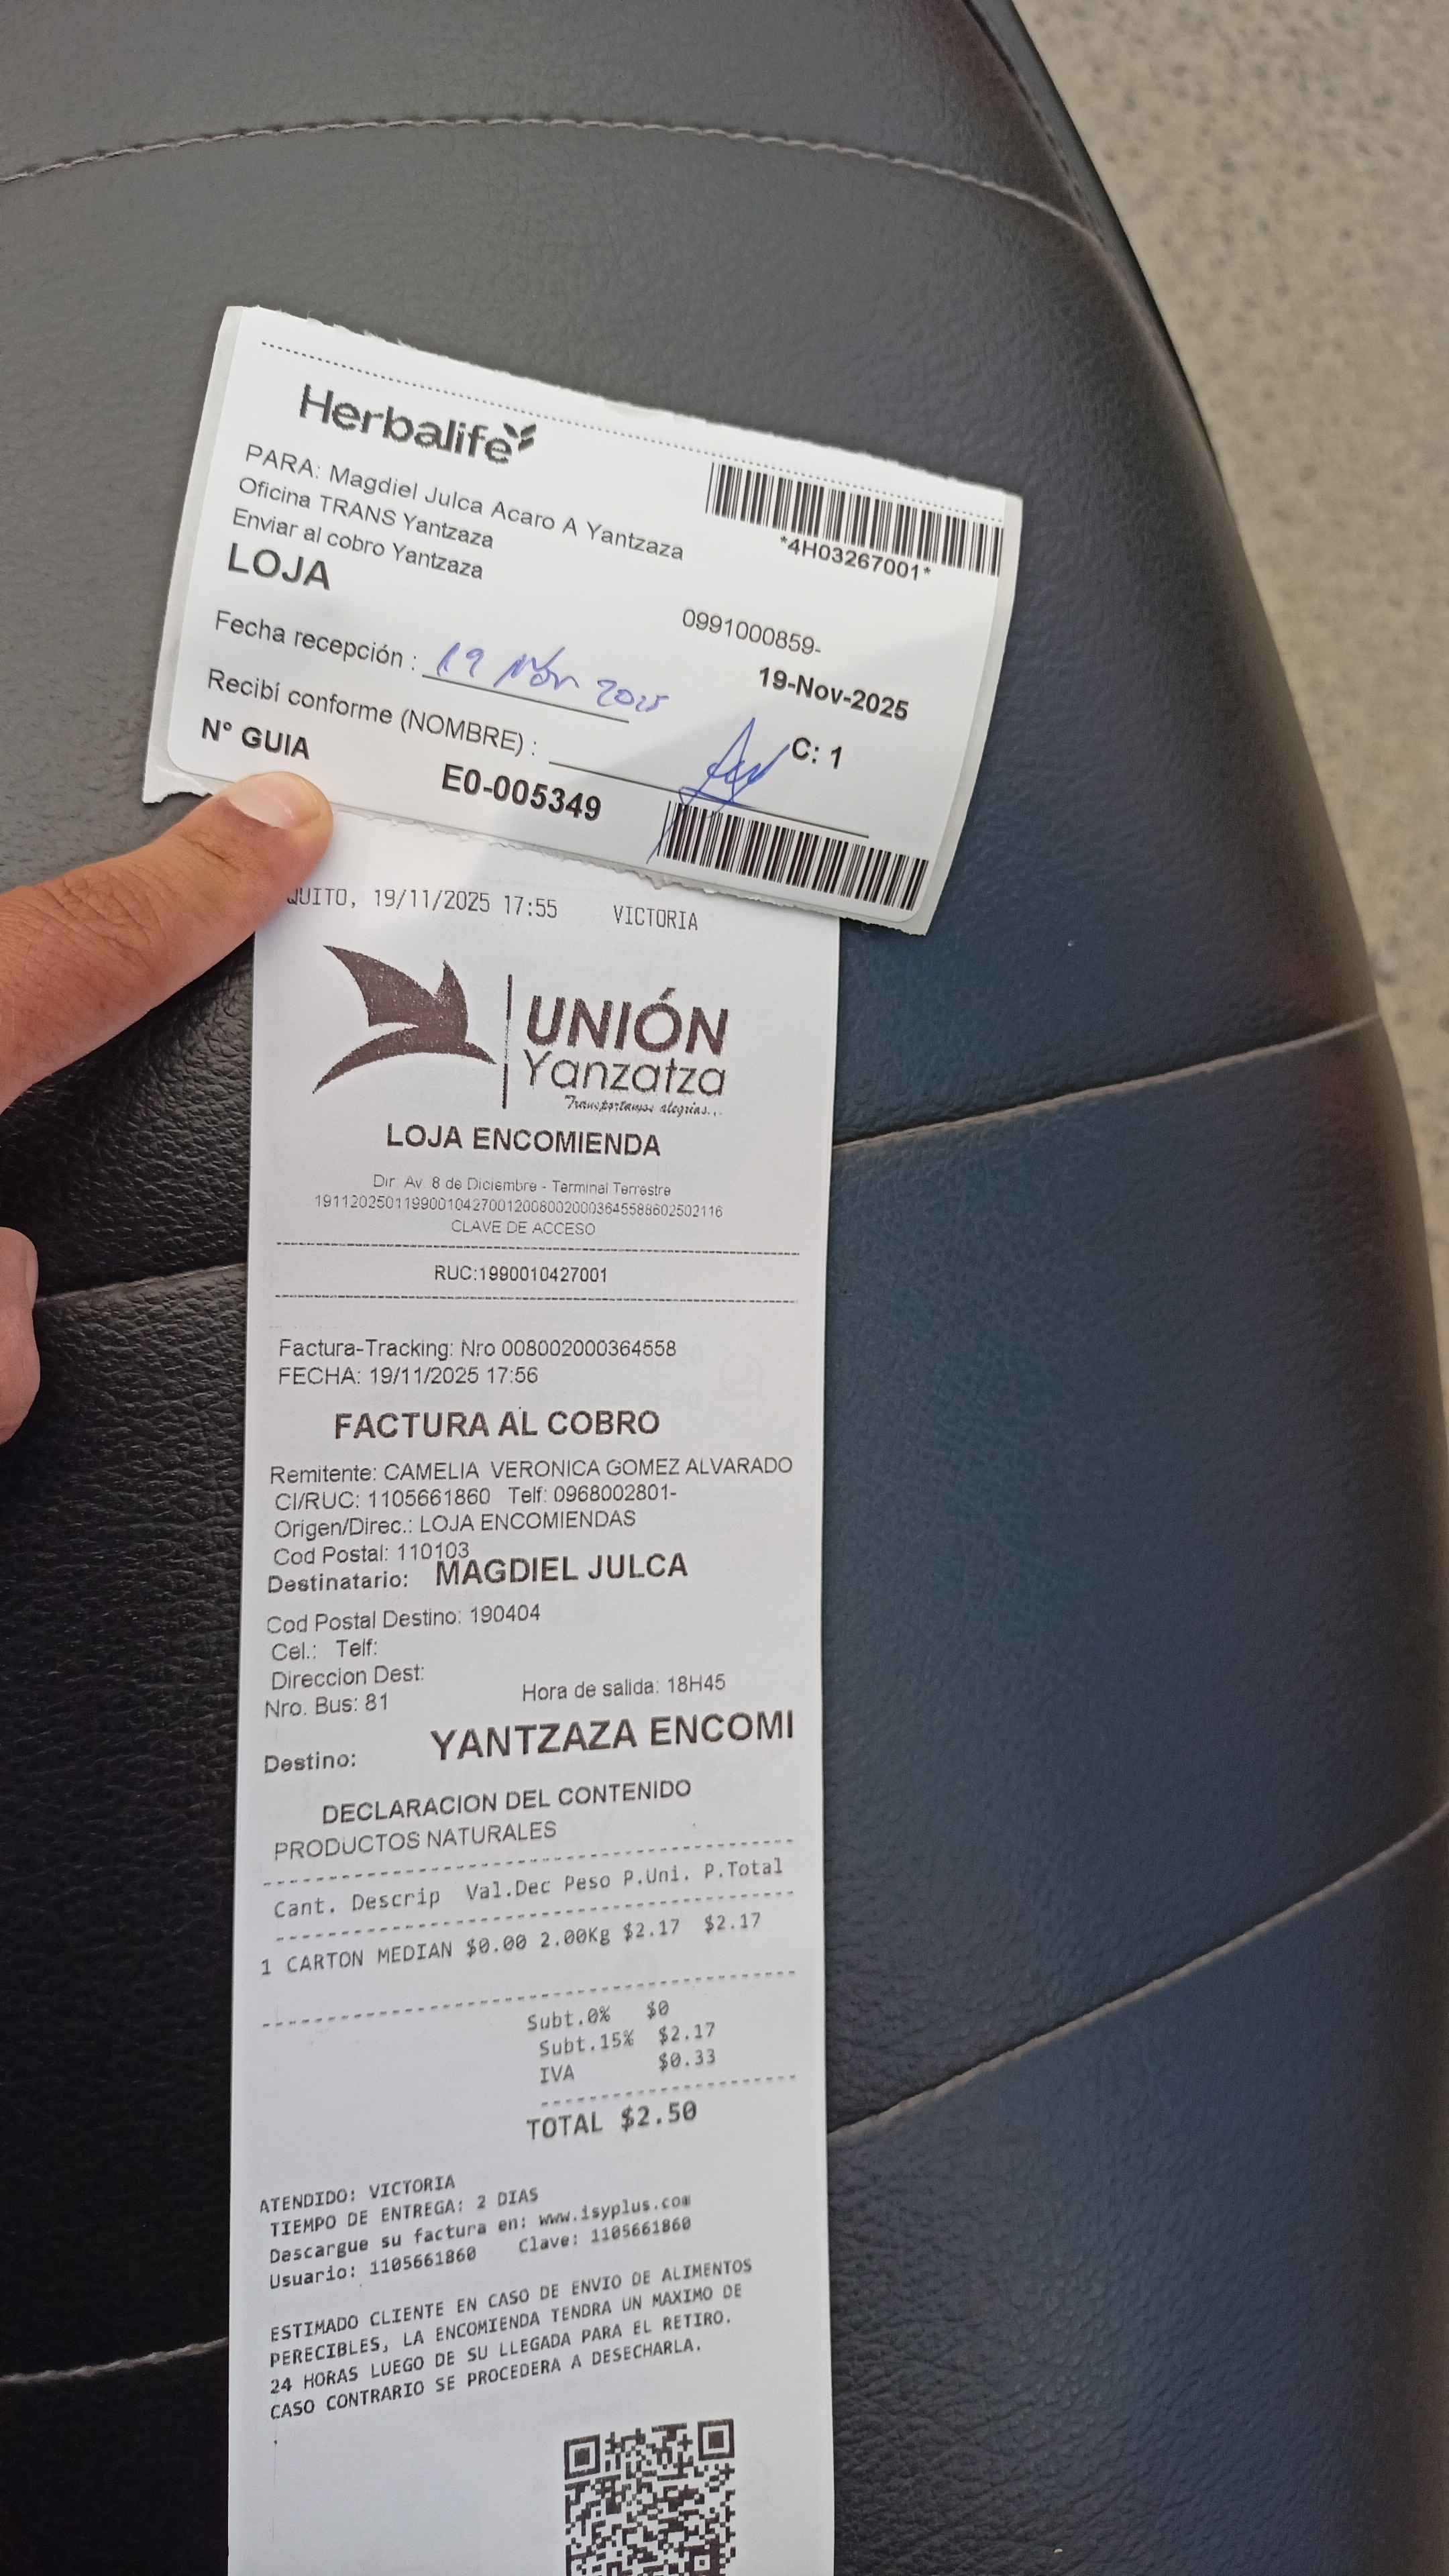 Herbalife
PARA: Magdiel Julca Acaro A Yantzaza
Oficina TRANS Yantzaza
Enviar al cobro Yantzaza
LOJA
*4H03267001*
0991000859-
Fecha recepción : 19 Nov 2025
19-Nov-2025
Recibí conforme (NOMBRE) :
C: 1
N° GUIA
E0-005349
QUITO, 19/11/2025 17:55 VICTORIA
UNIÓN
Yanzatza
Transportamos alegrías...
LOJA ENCOMIENDA
Dir. Av. 8 de Diciembre - Terminal Terrestre
1911202501199001042700120080020003645588602502116
CLAVE DE ACCESO
RUC:1990010427001
Factura-Tracking: Nro 008002000364558
FECHA: 19/11/2025 17:56
FACTURA AL COBRO
Remitente: CAMELIA VERONICA GOMEZ ALVARADO
CI/RUC: 1105661860 Telf: 0968002801-
Origen/Direc.: LOJA ENCOMIENDAS
Cod Postal: 110103
Destinatario: MAGDIEL JULCA
Cod Postal Destino: 190404
Cel.: Telf:
Direccion Dest:
Nro. Bus: 81 Hora de salida: 18H45
Destino: YANTZAZA ENCOMI
DECLARACION DEL CONTENIDO
PRODUCTOS NATURALES
Cant. Descrip Val.Dec Peso P.Uni. P.Total
1 CARTON MEDIAN $0.00 2.00Kg $2.17 $2.17
Subt.0% $0
Subt.15% $2.17
IVA $0.33
TOTAL $2.50
ATENDIDO: VICTORIA
TIEMPO DE ENTREGA: 2 DIAS
Descargue su factura en: www.isyplus.com
Usuario: 1105661860 Clave: 1105661860
ESTIMADO CLIENTE EN CASO DE ENVIO DE ALIMENTOS
PERECIBLES, LA ENCOMIENDA TENDRA UN MAXIMO DE
24 HORAS LUEGO DE SU LLEGADA PARA EL RETIRO.
CASO CONTRARIO SE PROCEDERA A DESECHARLA.